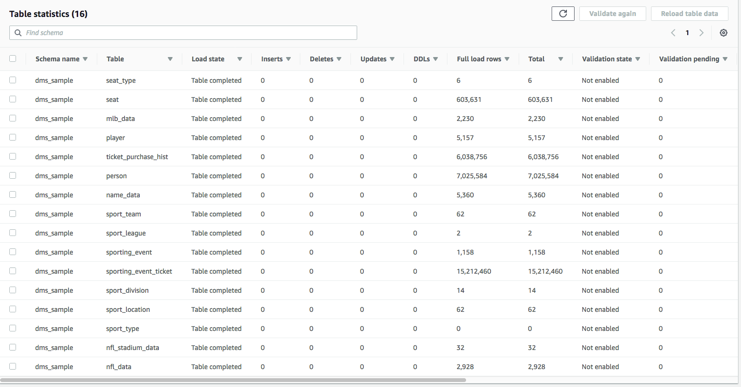 Table statistics (16)
Validate again
Reload table data
Find schema
1
Schema name Table Load state Inserts Deletes Updates DDLs Full load rows Total Validation state Validation pending
dms_sample seat_type Table completed 0 0 0 0 6 6 Not enabled 0
dms_sample seat Table completed 0 0 0 0 603,631 603,631 Not enabled 0
dms_sample mlb_data Table completed 0 0 0 0 2,230 2,230 Not enabled 0
dms_sample player Table completed 0 0 0 0 5,157 5,157 Not enabled 0
dms_sample ticket_purchase_hist Table completed 0 0 0 0 6,038,756 6,038,756 Not enabled 0
dms_sample person Table completed 0 0 0 0 7,025,584 7,025,584 Not enabled 0
dms_sample name_data Table completed 0 0 0 0 5,360 5,360 Not enabled 0
dms_sample sport_team Table completed 0 0 0 0 62 62 Not enabled 0
dms_sample sport_league Table completed 0 0 0 0 2 2 Not enabled 0
dms_sample sporting_event Table completed 0 0 0 0 1,158 1,158 Not enabled 0
dms_sample sporting_event_ticket Table completed 0 0 0 0 15,212,460 15,212,460 Not enabled 0
dms_sample sport_division Table completed 0 0 0 0 14 14 Not enabled 0
dms_sample sport_location Table completed 0 0 0 0 62 62 Not enabled 0
dms_sample sport_type Table completed 0 0 0 0 0 0 Not enabled 0
dms_sample nfl_stadium_data Table completed 0 0 0 0 32 32 Not enabled 0
dms_sample nfl_data Table completed 0 0 0 0 2,928 2,928 Not enabled 0